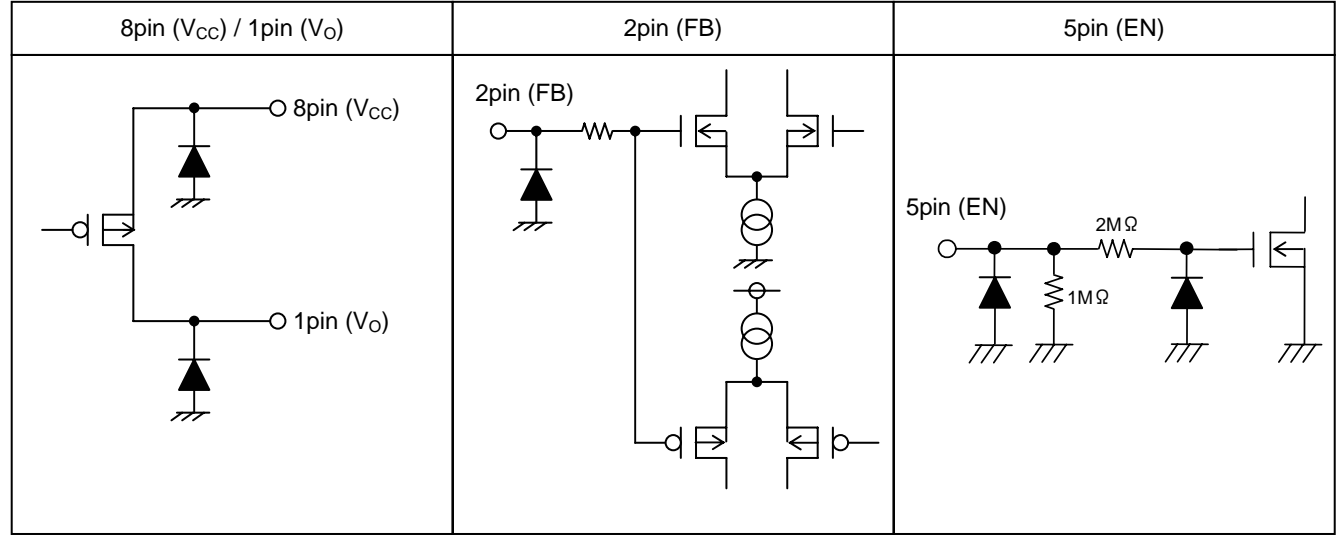 8pin (VCC) / 1pin (VO)
2pin (FB)
5pin (EN)
8pin (VCC)
1pin (VO)
2pin (FB)
5pin (EN)
2MΩ
1MΩ